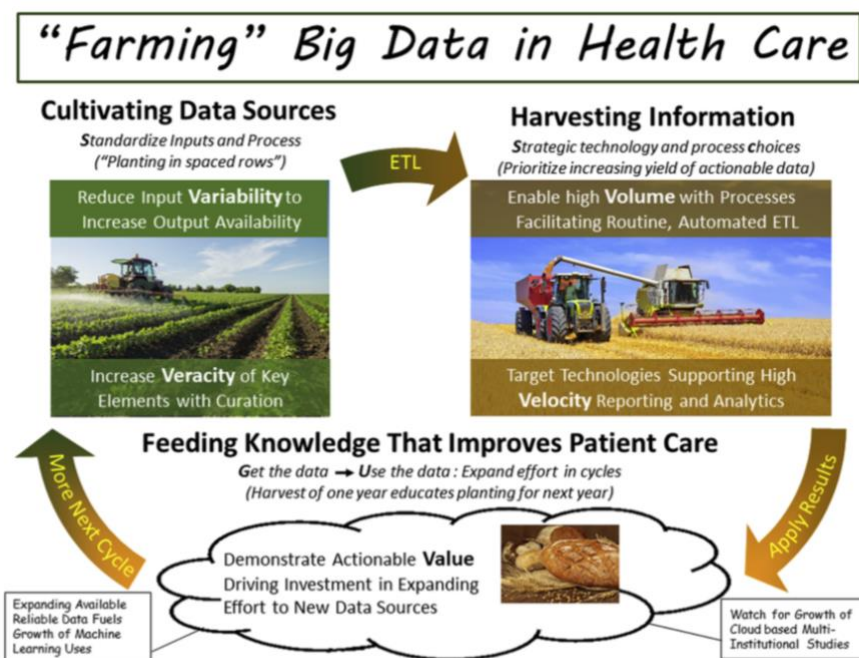 “Farming” Big Data in Health Care
Cultivating Data Sources
Standardize Inputs and Process
(“Planting in spaced rows”)
Reduce Input Variability to
Increase Output Availability
Increase Veracity of Key
Elements with Curation
ETL
Harvesting Information
Strategic technology and process choices
(Prioritize increasing yield of actionable data)
Enable high Volume with Processes
Facilitating Routine, Automated ETL
Target Technologies Supporting High
Velocity Reporting and Analytics
Apply Results
Feeding Knowledge That Improves Patient Care
Get the data → Use the data : Expand effort in cycles
(Harvest of one year educates planting for next year)
Demonstrate Actionable Value
Driving Investment in Expanding
Effort to New Data Sources
More Next Cycle
Expanding Available
Reliable Data Fuels
Growth of Machine
Learning Uses
Watch for Growth of
Cloud based Multi-
Institutional Studies